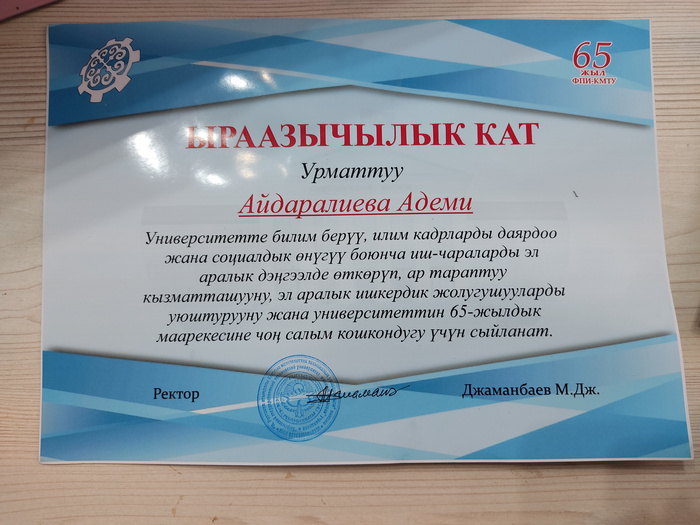 65
ЖЫЛ
ФПИ-КМТУ
ЫРААЗЫЧЫЛЫК КАТ
Урматтуу
Айдаралиева Адеми
Университетте билим берүү, илим кадрларды даярдоо
жана социалдык өнүгүү боюнча иш-чараларды эл
аралык дэңгээлде өткөрүп, ар тараптуу
кызматташууну, эл аралык ишкердик жолугушууларды
уюштурууну жана университеттин 65-жылдык
маарекесине чоң салым кошкондугу үчүн сыйланат.
Ректор
Джаманбаев М.Дж.